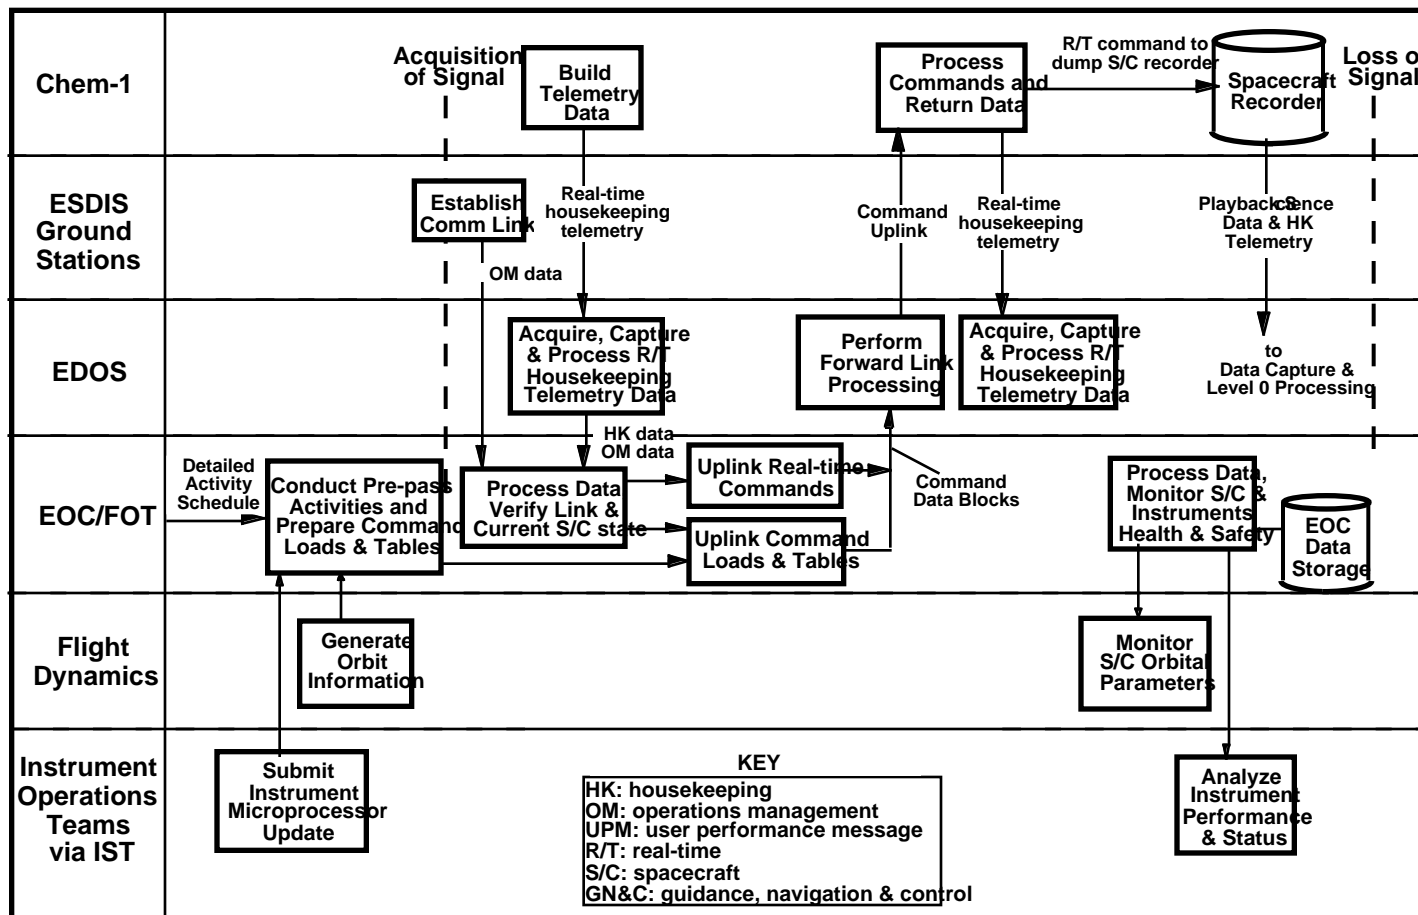 Chem-1
Acquisition
of Signal
Build
Telemetry
Data
Process
Commands and
Return Data
R/T command to
dump S/C recorder
Spacecraft
Recorder
Loss o
Signal
ESDIS
Ground
Stations
Establish
Comm Link
Real-time
housekeeping
telemetry
OM data
Command
Uplink
Real-time
housekeeping
telemetry
Playback Science
Data & HK
Telemetry
EDOS
Acquire, Capture
& Process R/T
Housekeeping
Telemetry Data
Perform
Forward Link
Processing
Acquire, Capture
& Process R/T
Housekeeping
Telemetry Data
to
Data Capture &
Level 0 Processing
EOC/FOT
Detailed
Activity
Schedule
Conduct Pre-pass
Activities and
Prepare Command
Loads & Tables
HK data
OM data
Process Data
Verify Link &
Current S/C state
Uplink Real-time
Commands
Uplink Command
Loads & Tables
Command
Data Blocks
Process Data,
Monitor S/C &
Instruments
Health & Safety
EOC
Data
Storage
Flight
Dynamics
Generate
Orbit
Information
Monitor
S/C Orbital
Parameters
Instrument
Operations
Teams
via IST
Submit
Instrument
Microprocessor
Update
KEY
HK: housekeeping
OM: operations management
UPM: user performance message
R/T: real-time
S/C: spacecraft
GN&C: guidance, navigation & control
Analyze
Instrument
Performance
& Status